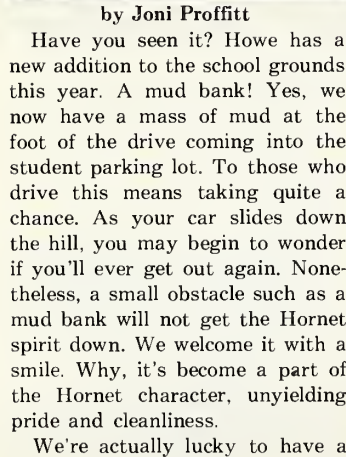 by Joni Proffitt
Have you seen it? Howe has a
new addition to the school grounds
this year. A mud bank! Yes, we
now have a mass of mud at the
foot of the drive coming into the
student parking lot. To those who
drive this means taking quite a
chance. As your car slides down
the hill, you may begin to wonder
if you'll ever get out again. None-
theless, a small obstacle such as a
mud bank will not get the Hornet
spirit down. We welcome it with a
smile. Why, it's become a part of
the Hornet character, unyielding
pride and cleanliness.
We're actually lucky to have a